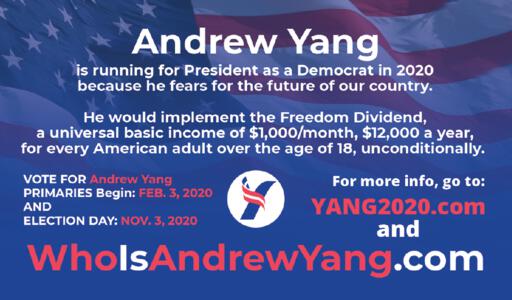 Andrew Yang
is running for President as a Democrat in 2020
because he fears for the future of our country.
He would implement the Freedom Dividend,
a universal basic income of $1,000/month, $12,000 a year,
for every American adult over the age of 18, unconditionally.
VOTE FOR Andrew Yang
PRIMARIES Begin: FEB. 3, 2020
AND
ELECTION DAY: NOV. 3, 2020
For more info, go to:
YANG2020.com
and
WhoIsAndrewYang.com